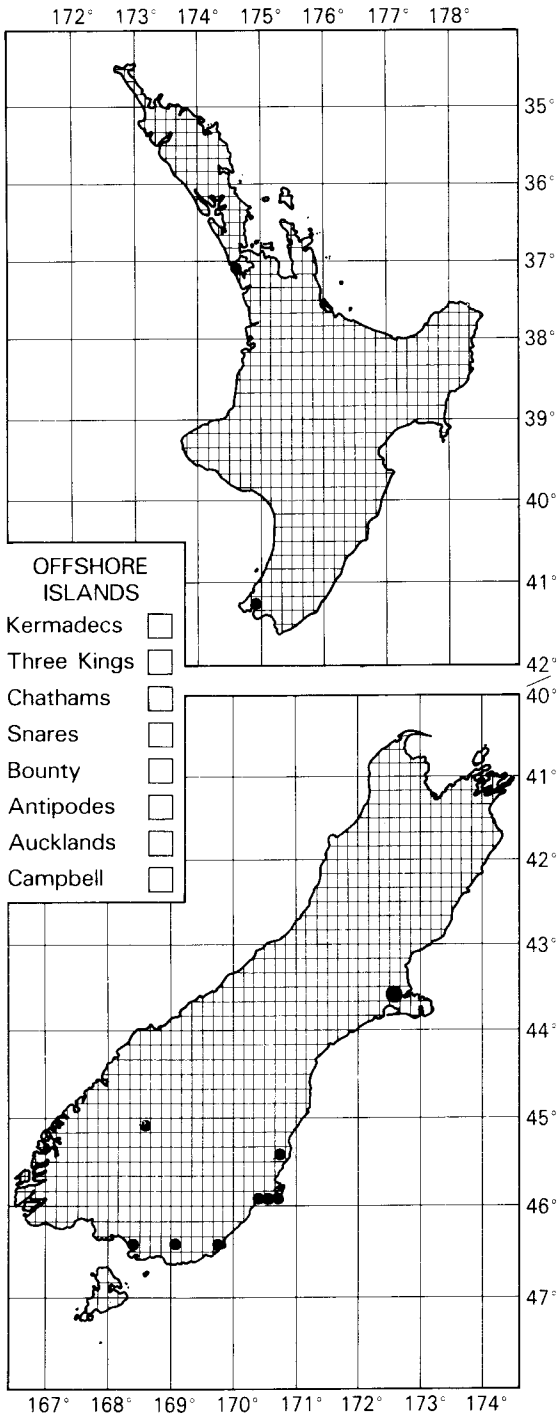 172° 173° 174° 175° 176° 177° 178°
35°
36°
37°
38°
39°
40°
41°
42°
OFFSHORE
ISLANDS
Kermadecs
Three Kings
Chathams
Snares
Bounty
Antipodes
Aucklands
Campbell
40°
41°
42°
43°
44°
45°
46°
47°
167° 168° 169° 170° 171° 172° 173° 174°